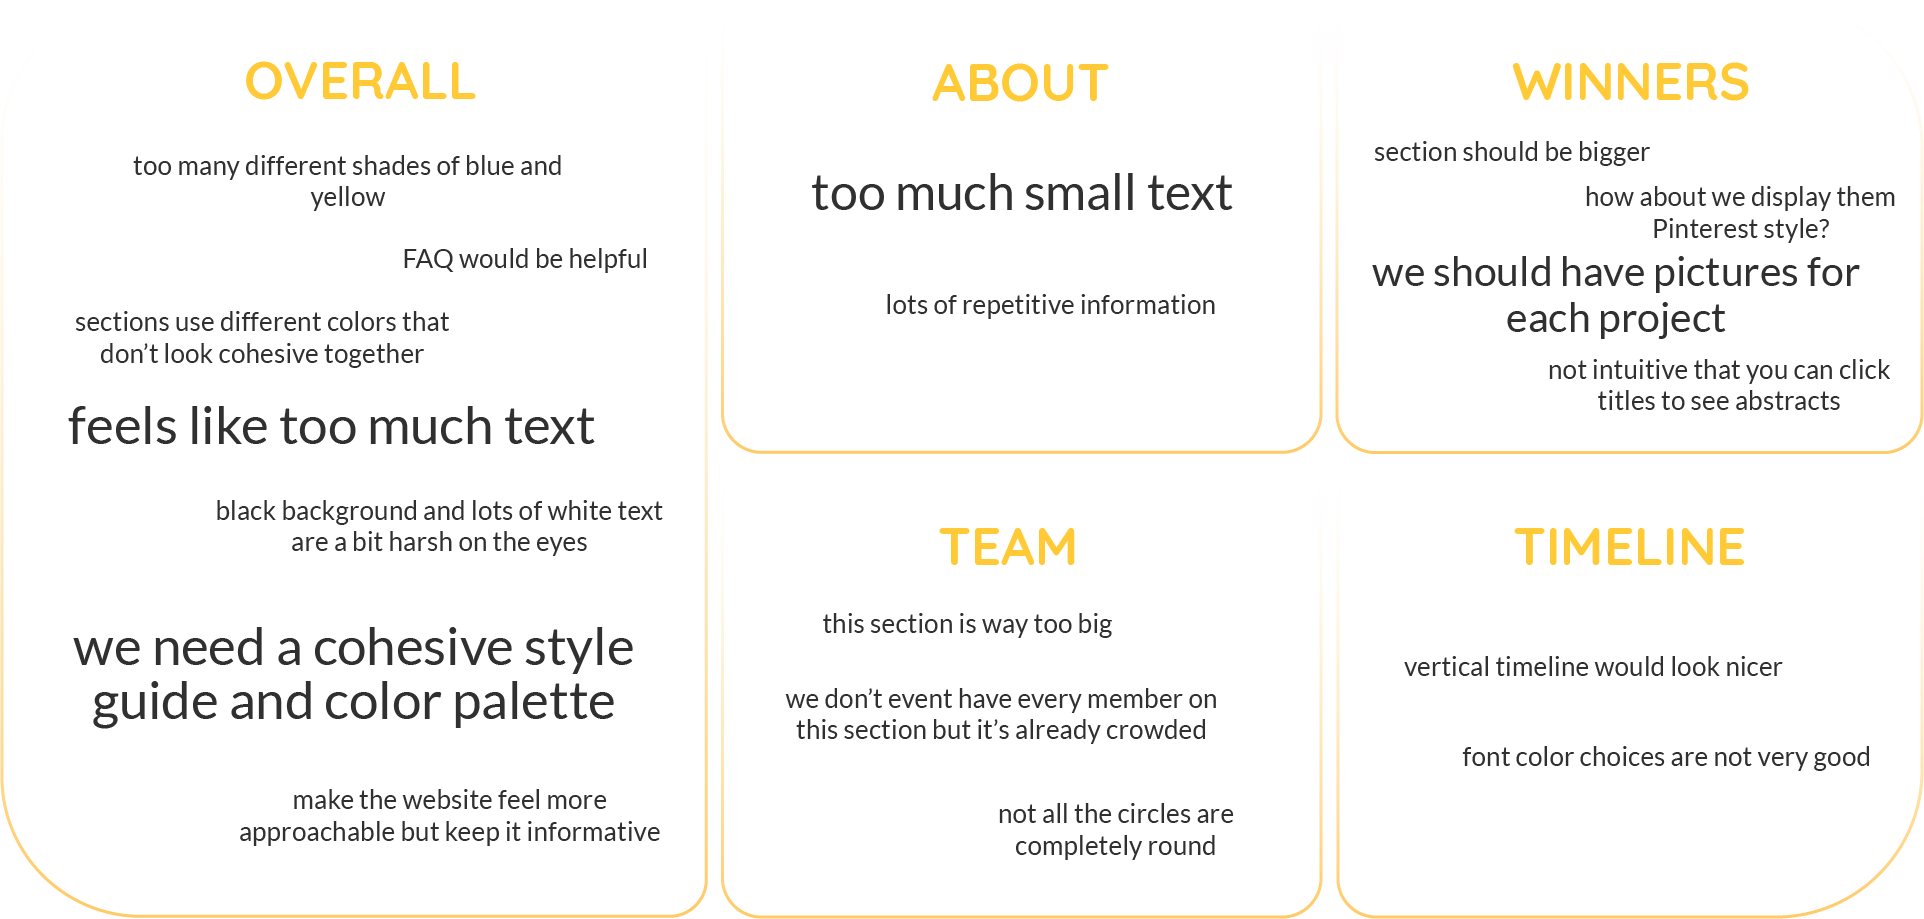 OVERALL
too many different shades of blue and
yellow
FAQ would be helpful
sections use different colors that
don’t look cohesive together
feels like too much text
black background and lots of white text
are a bit harsh on the eyes
we need a cohesive style
guide and color palette
make the website feel more
approachable but keep it informative
ABOUT
too much small text
lots of repetitive information
WINNERS
section should be bigger
how about we display them
Pinterest style?
we should have pictures for
each project
not intuitive that you can click
titles to see abstracts
TEAM
this section is way too big
we don’t event have every member on
this section but it’s already crowded
not all the circles are
completely round
TIMELINE
vertical timeline would look nicer
font color choices are not very good